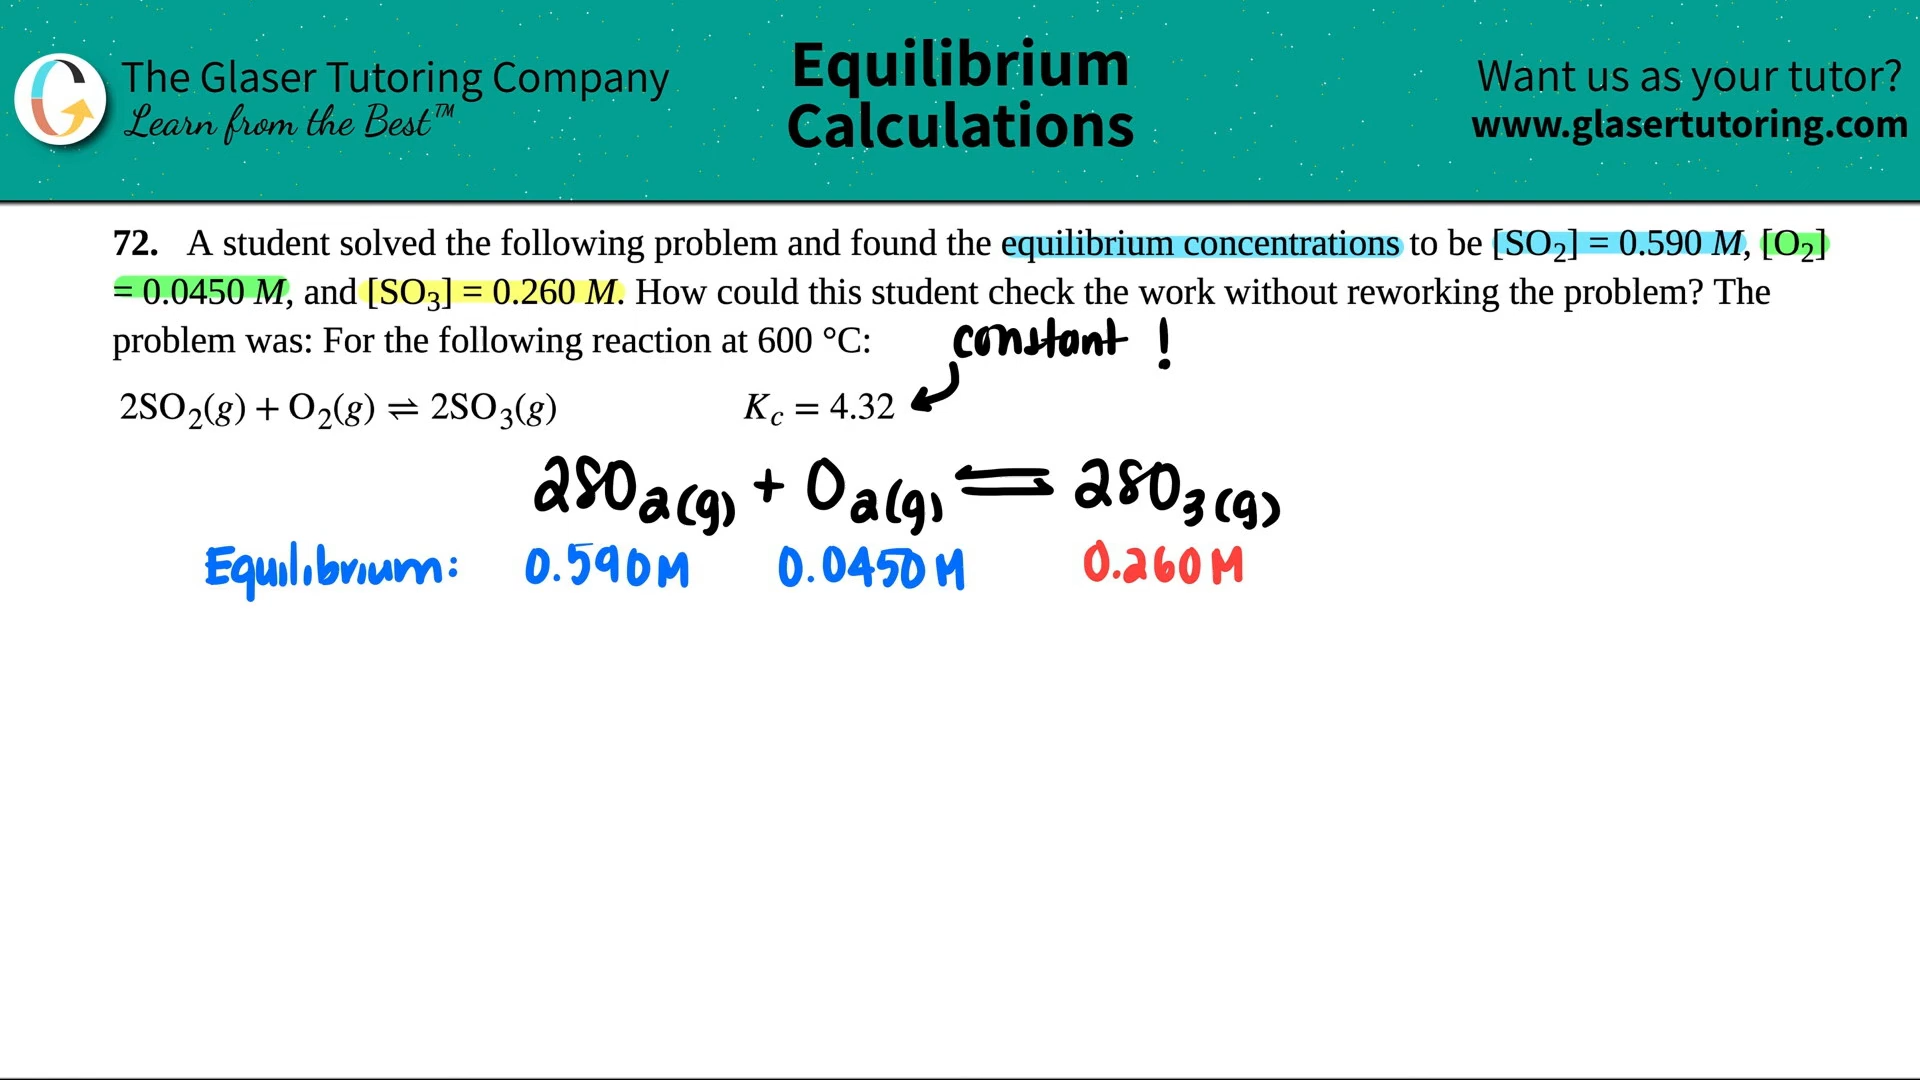 The Glaser Tutoring Company
Learn from the Best™
Equilibrium
Calculations
Want us as your tutor?
www.glasertutoring.com
72. A student solved the following problem and found the equilibrium concentrations to be [SO₂] = 0.590 M, [O₂]
= 0.0450 M, and [SO₃] = 0.260 M. How could this student check the work without reworking the problem? The
problem was: For the following reaction at 600 °C:
constant !
2SO₂(g) + O₂(g) ⇌ 2SO₃(g) K_c = 4.32
2SO₂(g) + O₂(g) ⇌ 2SO₃(g)
Equilibrium: 0.590M 0.0450M 0.260M